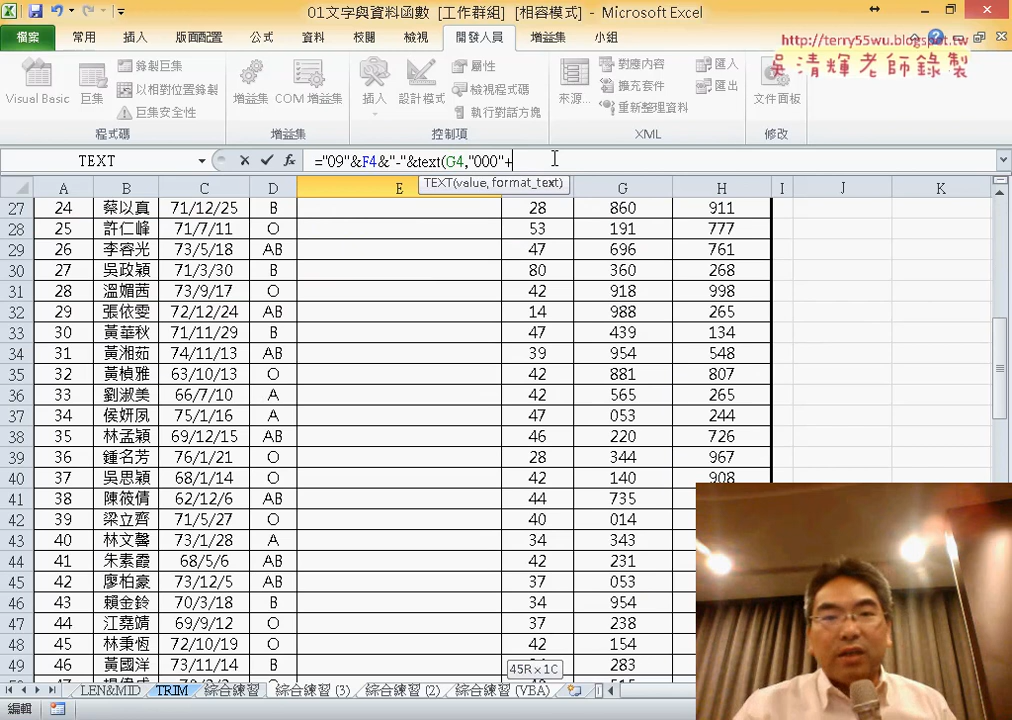 01文字與資料函數 [工作群組] [相容模式] - Microsoft Excel
檔案 常用 插入 版面配置 公式 資料 校閱 檢視 開發人員 增益集 小組
http://terry55wu.blogspot.tw
吳清輝老師錄製
Visual Basic 巨集 錄製巨集 以相對位置錄製 巨集安全性 增益集 COM 增益集 插入 設計模式 屬性 檢視程式碼 執行對話方塊 來源... 對應內容 擴充套件 重新整理資料 匯入 匯出 文件面板
程式碼 增益集 控制項 XML 修改
TEXT fx ="09"&F4&"-"&text(G4,"000"+
TEXT(value, format_text)
A B C D E G H I J K
27 24 蔡以真 71/12/25 B 28 860 911
28 25 許仁峰 71/7/11 O 53 191 777
29 26 李容光 73/5/18 AB 47 696 761
30 27 吳政穎 71/3/30 B 80 360 268
31 28 溫媚茜 73/9/17 O 42 918 998
32 29 張依雯 72/12/24 AB 14 988 265
33 30 黃華秋 71/11/29 B 47 439 134
34 31 黃湘茹 74/11/13 AB 39 954 548
35 32 黃楨雅 63/10/13 O 42 881 807
36 33 劉淑美 66/7/10 A 42 565 265
37 34 侯妍夙 75/1/16 A 47 053 244
38 35 林孟穎 69/12/15 AB 46 220 726
39 36 鍾名芳 76/1/21 O 28 344 967
40 37 吳思穎 68/1/14 O 42 140 908
41 38 陳筱倩 62/12/6 AB 44 735
42 39 梁立齊 71/5/27 O 40 014
43 40 林文馨 73/1/28 A 34 343
44 41 朱素霞 68/5/6 AB 42 231
45 42 廖柏豪 73/12/5 AB 37 053
46 43 賴金鈴 70/3/18 B 34 954
47 44 江堯靖 69/9/12 O 37 238
48 45 林秉恆 72/10/19 O 42 154
49 46 黃國洋 73/11/14 B 283
45R×1C
LEN&MID TRIM 綜合練習 綜合練習 (3) 綜合練習 (2) 綜合練習 (VBA)
編輯